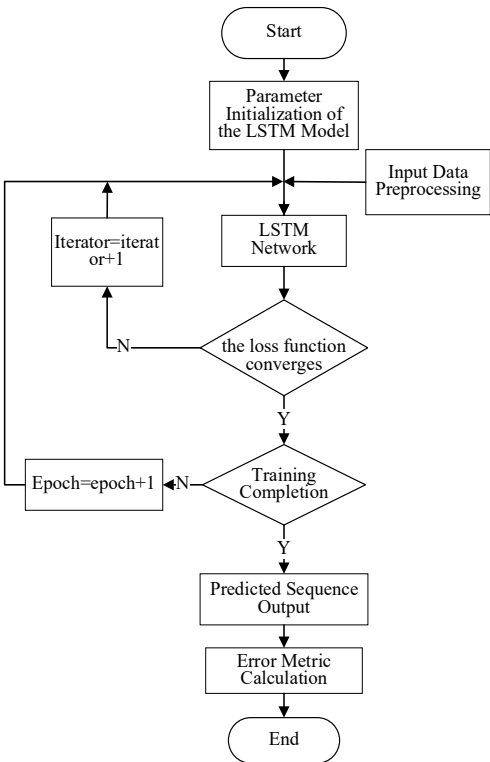 Start
Parameter
Initialization of
the LSTM Model
Input Data
Preprocessing
LSTM
Network
Iterator=iterat
or+1
N
the loss function
converges
Y
Epoch=epoch+1
N
Training
Completion
Y
Predicted Sequence
Output
Error Metric
Calculation
End